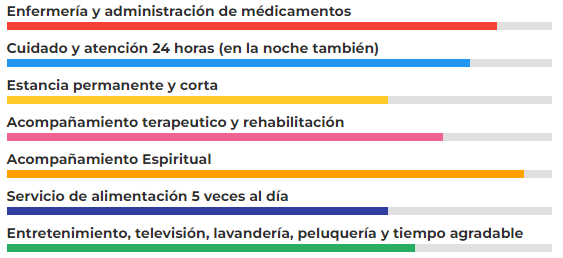 Enfermería y administración de médicamentos
Cuidado y atención 24 horas (en la noche también)
Estancia permanente y corta
Acompañamiento terapeutico y rehabilitación
Acompañamiento Espiritual
Servicio de alimentación 5 veces al día
Entretenimiento, televisión, lavandería, peluquería y tiempo agradable